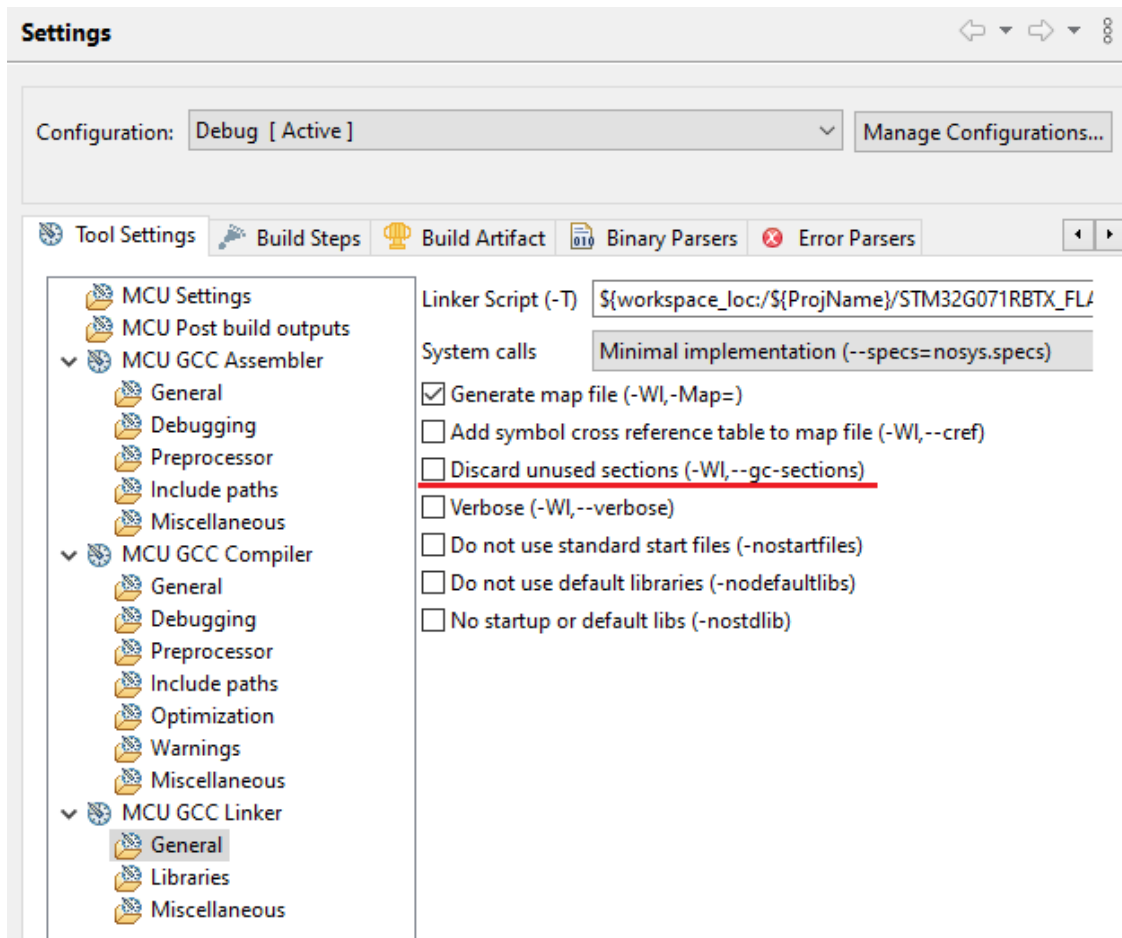 Settings
Configuration: Debug [ Active ] Manage Configurations...
Tool Settings Build Steps Build Artifact Binary Parsers Error Parsers
MCU Settings
MCU Post build outputs
MCU GCC Assembler
General
Debugging
Preprocessor
Include paths
Miscellaneous
MCU GCC Compiler
General
Debugging
Preprocessor
Include paths
Optimization
Warnings
Miscellaneous
MCU GCC Linker
General
Libraries
Miscellaneous
Linker Script (-T) ${workspace_loc:/${ProjName}/STM32G071RBTX_FLA
System calls Minimal implementation (--specs=nosys.specs)
Generate map file (-Wl,-Map=)
Add symbol cross reference table to map file (-Wl,--cref)
Discard unused sections (-Wl,--gc-sections)
Verbose (-Wl,--verbose)
Do not use standard start files (-nostartfiles)
Do not use default libraries (-nodefaultlibs)
No startup or default libs (-nostdlib)